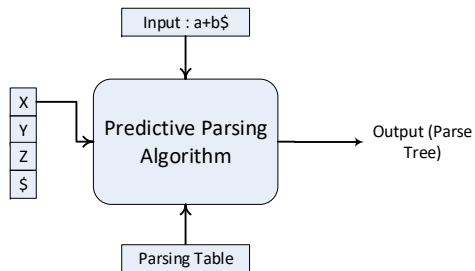 Input : a+b$
X
Y
Z
$
Predictive Parsing
Algorithm
Output (Parse
Tree)
Parsing Table